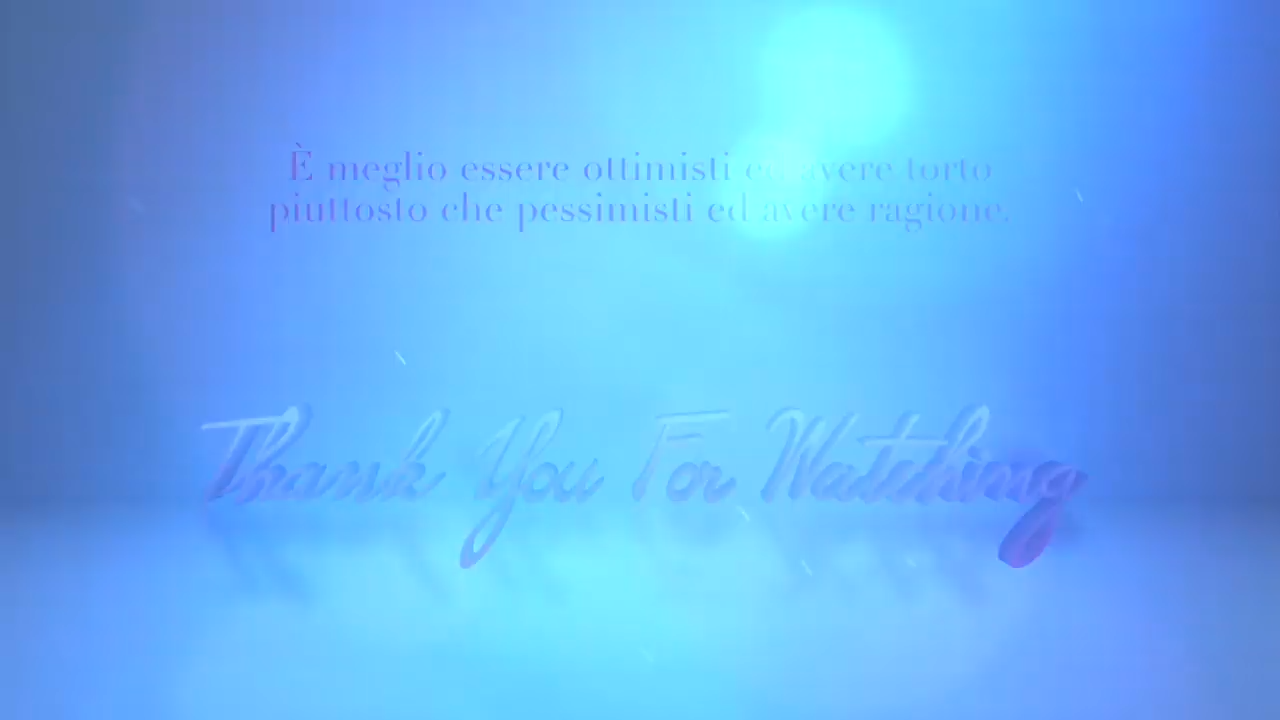 È meglio essere ottimisti ed avere torto
piuttosto che pessimisti ed avere ragione.
Thank You For Watching